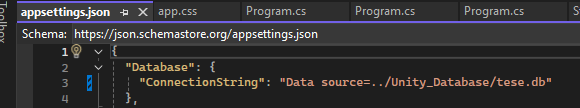 Toolbox
appsettings.json app.css Program.cs Program.cs Program.cs
Schema: https://json.schemastore.org/appsettings.json
1 {
2 "Database": {
3 "ConnectionString": "Data source=../Unity_Database/tese.db"
4 },